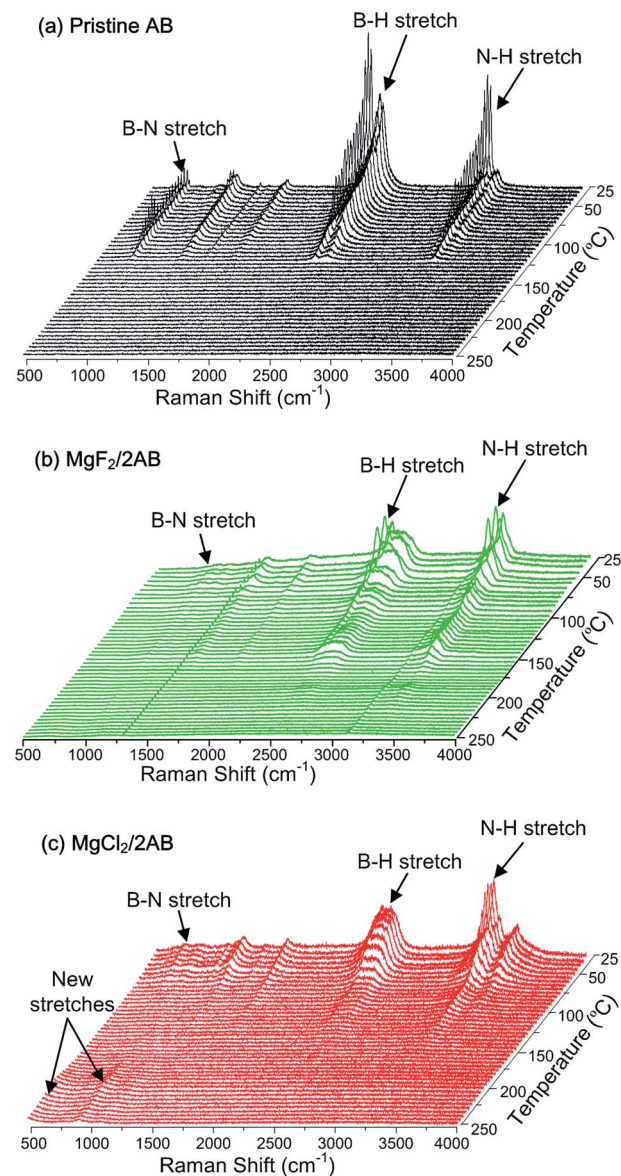 (a) Pristine AB
B-H stretch
N-H stretch
B-N stretch
25
50
100
150
200
250
Temperature (ºC)
500 1000 1500 2000 2500 3000 3500 4000
Raman Shift (cm⁻¹)
(b) MgF₂/2AB
N-H stretch
B-H stretch
B-N stretch
25
50
100
150
200
250
Temperature (ºC)
500 1000 1500 2000 2500 3000 3500 4000
Raman Shift (cm⁻¹)
(c) MgCl₂/2AB
N-H stretch
B-H stretch
B-N stretch
New
stretches
25
50
100
150
200
250
Temperature (ºC)
500 1000 1500 2000 2500 3000 3500 4000
Raman Shift (cm⁻¹)